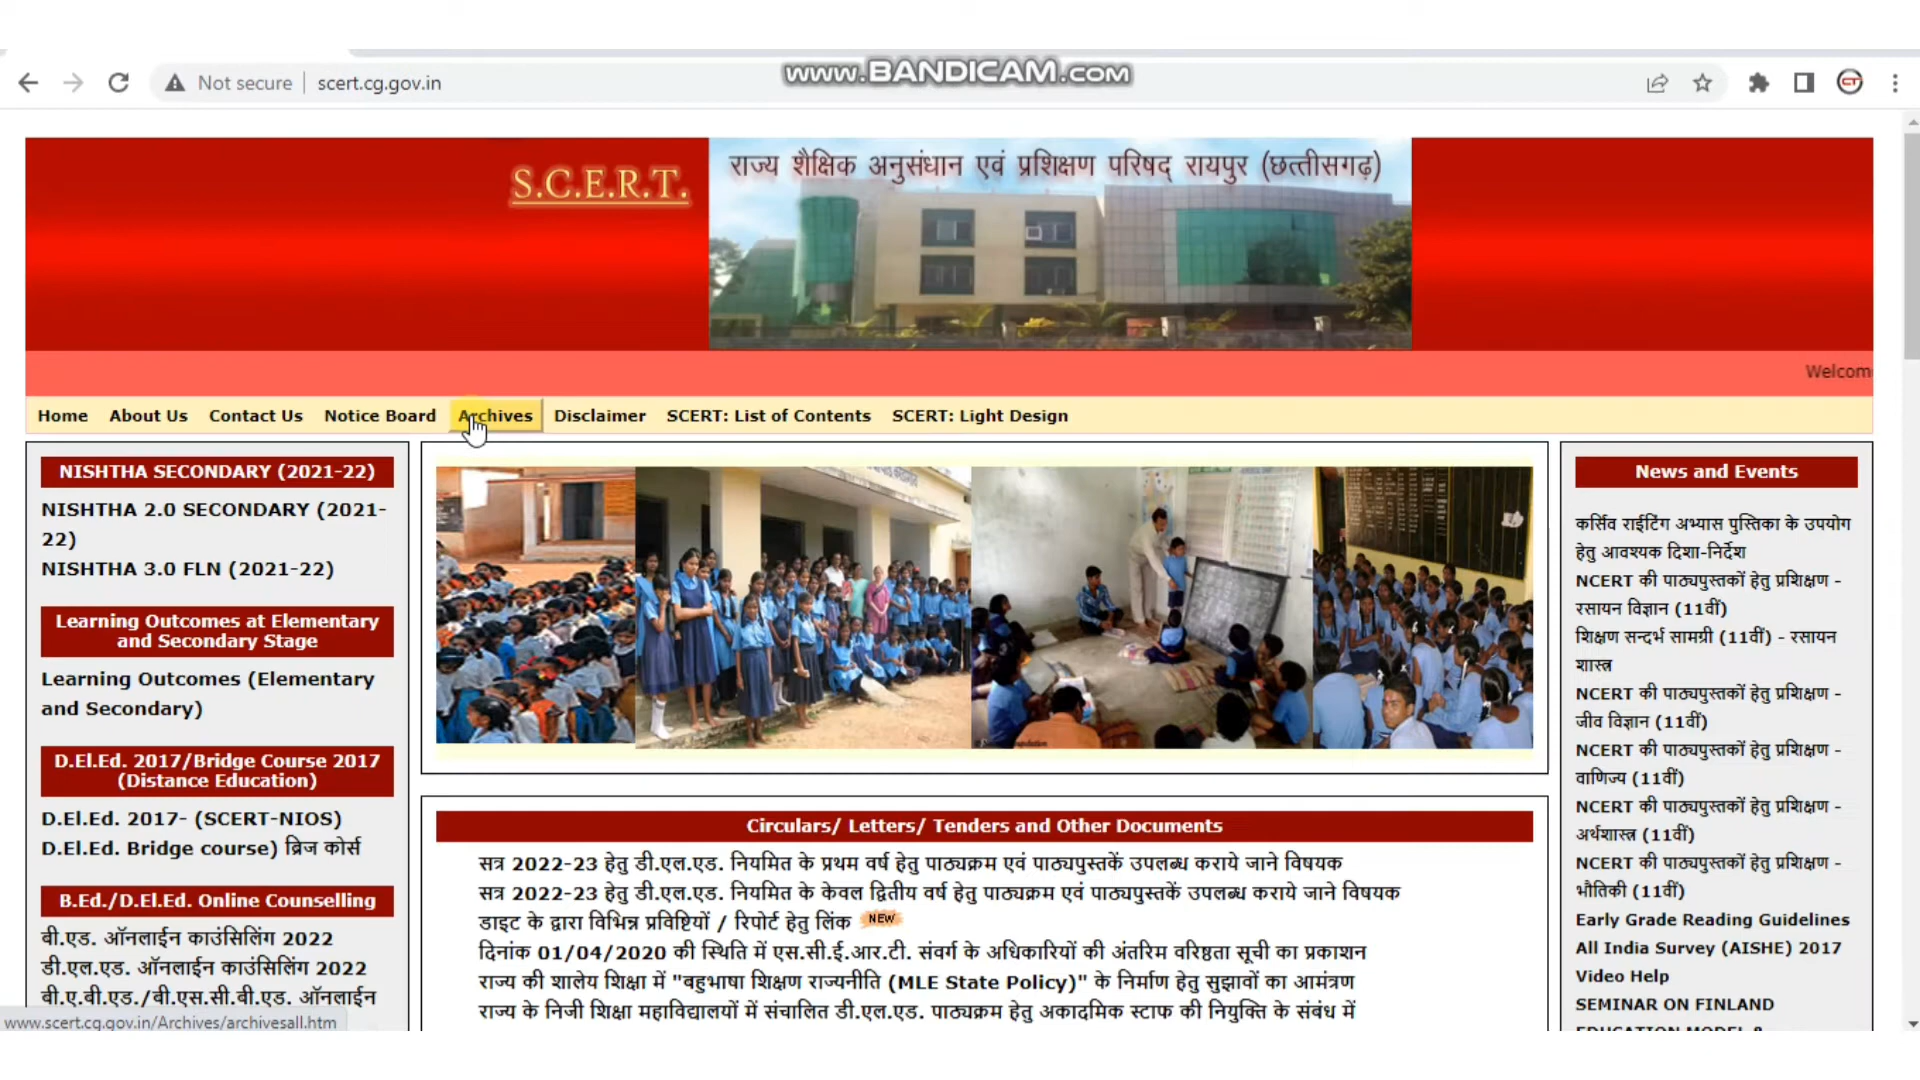 www.BANDICAM.com
Not secure
scert.cg.gov.in
S.C.E.R.T.
राज्य शैक्षिक अनुसंधान एवं प्रशिक्षण परिषद् रायपुर (छत्तीसगढ़)
Welcom
Home About Us Contact Us Notice Board Archives Disclaimer SCERT: List of Contents SCERT: Light Design
NISHTHA SECONDARY (2021-22)
NISHTHA 2.0 SECONDARY (2021-
22)
NISHTHA 3.0 FLN (2021-22)
Learning Outcomes at Elementary
and Secondary Stage
Learning Outcomes (Elementary
and Secondary)
D.El.Ed. 2017/Bridge Course 2017
(Distance Education)
D.El.Ed. 2017- (SCERT-NIOS)
D.El.Ed. Bridge course) ब्रिज कोर्स
B.Ed./D.El.Ed. Online Counselling
बी.एड. ऑनलाईन काउंसिलिंग 2022
डी.एल.एड. ऑनलाईन काउंसिलिंग 2022
बी.ए.बी.एड./बी.एस.सी.बी.एड. ऑनलाईन
www.scert.cg.gov.in/Archives/archivesall.htm
Circulars/ Letters/ Tenders and Other Documents
सत्र 2022-23 हेतु डी.एल.एड. नियमित के प्रथम वर्ष हेतु पाठ्यक्रम एवं पाठ्यपुस्तकें उपलब्ध कराये जाने विषयक
सत्र 2022-23 हेतु डी.एल.एड. नियमित के केवल द्वितीय वर्ष हेतु पाठ्यक्रम एवं पाठ्यपुस्तकें उपलब्ध कराये जाने विषयक
डाइट के द्वारा विभिन्न प्रविष्टियों / रिपोर्ट हेतु लिंक NEW
दिनांक 01/04/2020 की स्थिति में एस.सी.ई.आर.टी. संवर्ग के अधिकारियों की अंतरिम वरिष्ठता सूची का प्रकाशन
राज्य की शालेय शिक्षा में "बहुभाषा शिक्षण राज्यनीति (MLE State Policy)" के निर्माण हेतु सुझावों का आमंत्रण
राज्य के निजी शिक्षा महाविद्यालयों में संचालित डी.एल.एड. पाठ्यक्रम हेतु अकादमिक स्टाफ की नियुक्ति के संबंध में
News and Events
कर्सिव राईटिंग अभ्यास पुस्तिका के उपयोग
हेतु आवश्यक दिशा-निर्देश
NCERT की पाठ्यपुस्तकों हेतु प्रशिक्षण -
रसायन विज्ञान (11वीं)
शिक्षण सन्दर्भ सामग्री (11वीं) - रसायन
शास्त्र
NCERT की पाठ्यपुस्तकों हेतु प्रशिक्षण -
जीव विज्ञान (11वीं)
NCERT की पाठ्यपुस्तकों हेतु प्रशिक्षण -
वाणिज्य (11वीं)
NCERT की पाठ्यपुस्तकों हेतु प्रशिक्षण -
अर्थशास्त्र (11वीं)
NCERT की पाठ्यपुस्तकों हेतु प्रशिक्षण -
भौतिकी (11वीं)
Early Grade Reading Guidelines
All India Survey (AISHE) 2017
Video Help
SEMINAR ON FINLAND
EDUCATION MODEL &